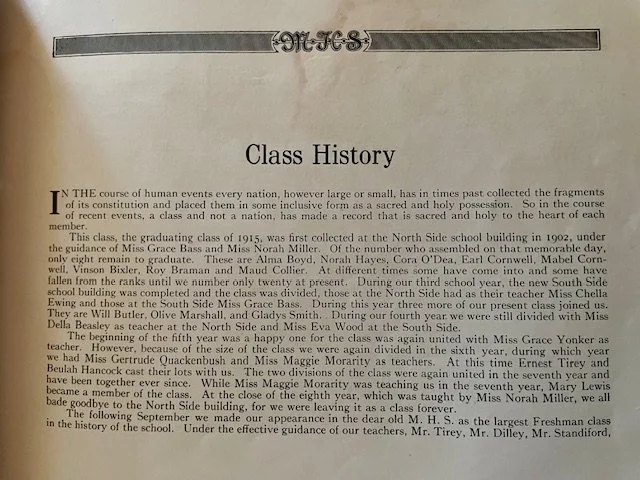 M·H·S
Class History
IN THE course of human events every nation, however large or small, has in times past collected the fragments
of its constitution and placed them in some inclusive form as a sacred and holy possession. So in the course
of recent events, a class and not a nation, has made a record that is sacred and holy to the heart of each
member.
This class, the graduating class of 1915, was first collected at the North Side school building in 1902, under
the guidance of Miss Grace Bass and Miss Norah Miller. Of the number who assembled on that memorable day,
only eight remain to graduate. These are Alma Boyd, Norah Hayes, Cora O'Dea, Earl Cornwell, Mabel Corn-
well, Vinson Bixler, Roy Braman and Maud Collier. At different times some have come into and some have
fallen from the ranks until we number only twenty at present. During our third school year, the new South Side
school building was completed and the class was divided, those at the North Side had as their teacher Miss Chella
Ewing and those at the South Side Miss Grace Bass. During this year three more of our present class joined us.
They are Will Butler, Olive Marshall, and Gladys Smith. During our fourth year we were still divided with Miss
Della Beasley as teacher at the North Side and Miss Eva Wood at the South Side.
The beginning of the fifth year was a happy one for the class was again united with Miss Grace Yonker as
teacher. However, because of the size of the class we were again divided in the sixth year, during which year
we had Miss Gertrude Quackenbush and Miss Maggie Morarity as teachers. At this time Ernest Tirey and
Beulah Hancock cast their lots with us. The two divisions of the class were again united in the seventh year and
have been together ever since. While Miss Maggie Morarity was teaching us in the seventh year, Mary Lewis
became a member of the class. At the close of the eighth year, which was taught by Miss Norah Miller, we all
bade goodbye to the North Side building, for we were leaving it as a class forever.
The following September we made our appearance in the dear old M. H. S. as the largest Freshman class
in the history of the school. Under the effective guidance of our teachers, Mr. Tirey, Mr. Dilley, Mr. Standiford,